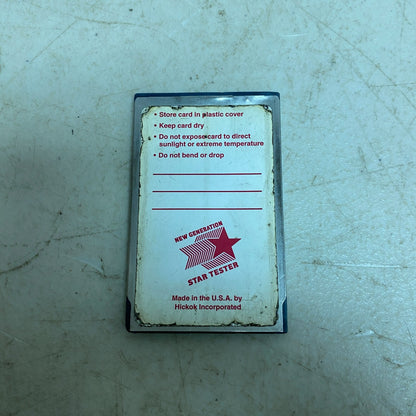 • Store card in plastic cover
• Keep card dry
• Do not expose card to direct
sunlight or extreme temperature
• Do not bend or drop
NEW GENERATION
STAR TESTER
Made in the U.S.A. by
Hickok Incorporated